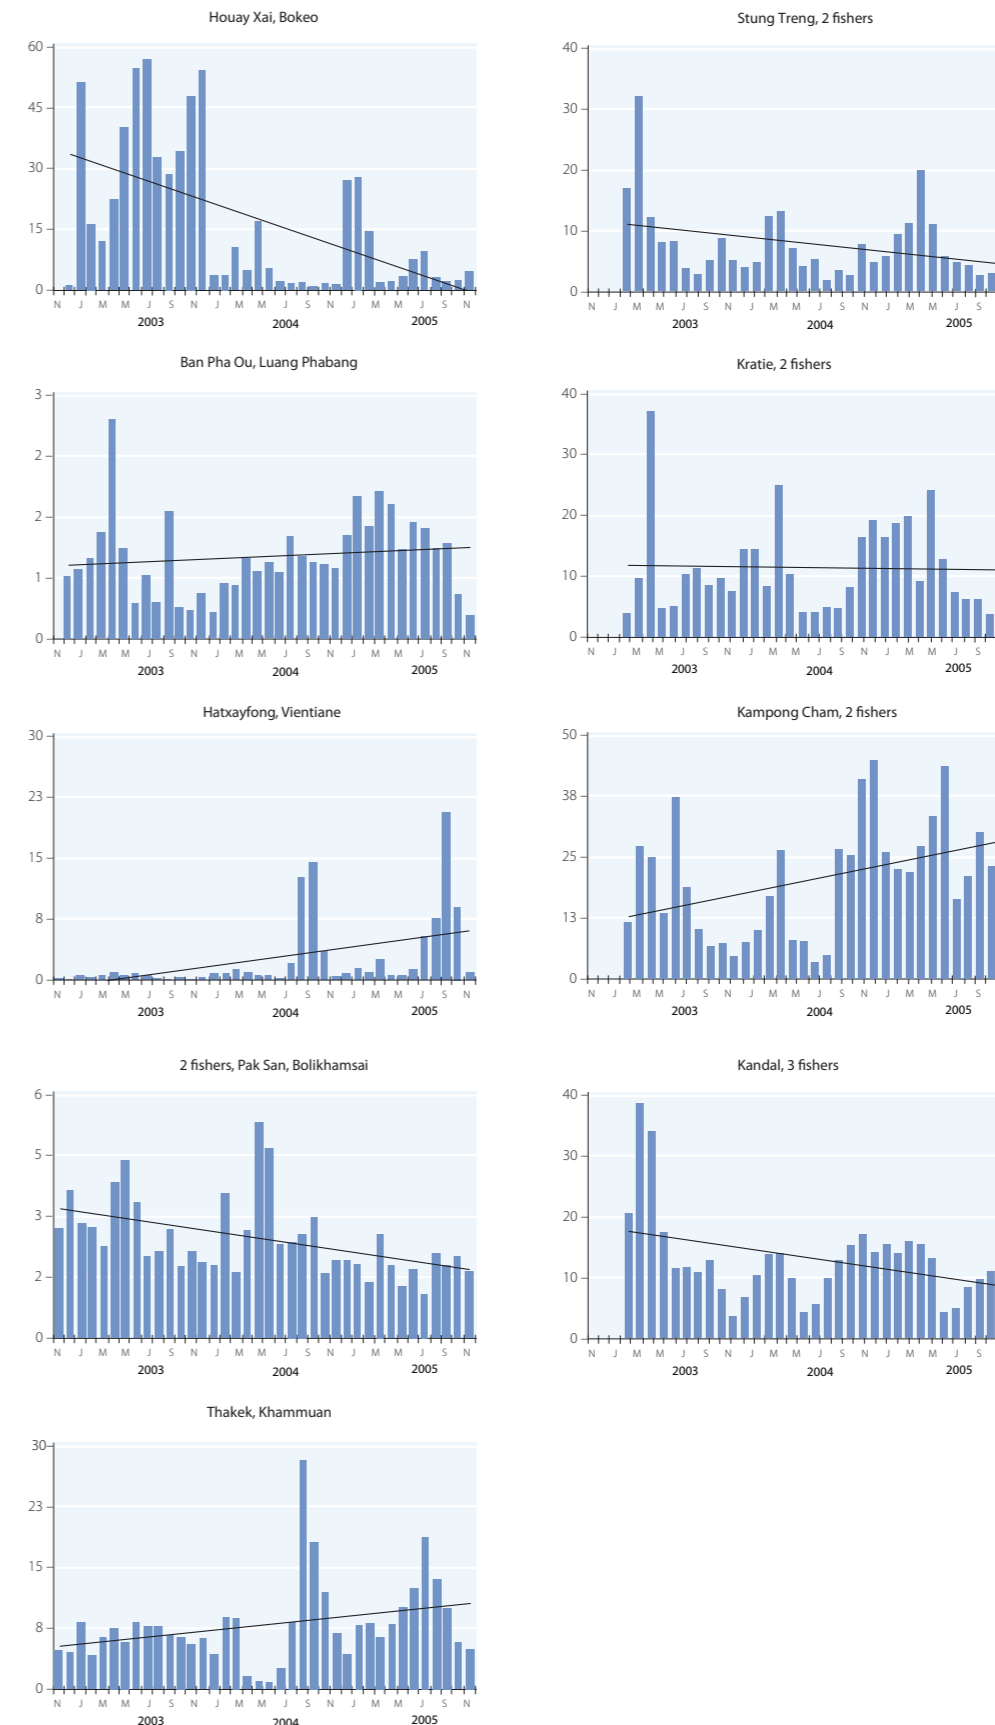 Houay Xai, Bokeo
60
45
30
15
0
N J M M J S N J M M J S N J M M J S N
2003 2004 2005
Stung Treng, 2 fishers
40
30
20
10
0
N J M M J S N J M M J S N J M M J S
2003 2004 2005
Ban Pha Ou, Luang Phabang
3
2
2
1
0
N J M M J S N J M M J S N J M M J S N
2003 2004 2005
Kratie, 2 fishers
40
30
20
10
0
N J M M J S N J M M J S N J M M J S
2003 2004 2005
Hatxayfong, Vientiane
30
23
15
8
0
N J M M J S N J M M J S N J M M J S N
2003 2004 2005
Kampong Cham, 2 fishers
50
38
25
13
0
N J M M J S N J M M J S N J M M J S
2003 2004 2005
2 fishers, Pak San, Bolikhamsai
6
5
3
2
0
N J M M J S N J M M J S N J M M J S N
2003 2004 2005
Kandal, 3 fishers
40
30
20
10
0
N J M M J S N J M M J S N J M M J S
2003 2004 2005
Thakek, Khammuan
30
23
15
8
0
N J M M J S N J M M J S N J M M J S N
2003 2004 2005